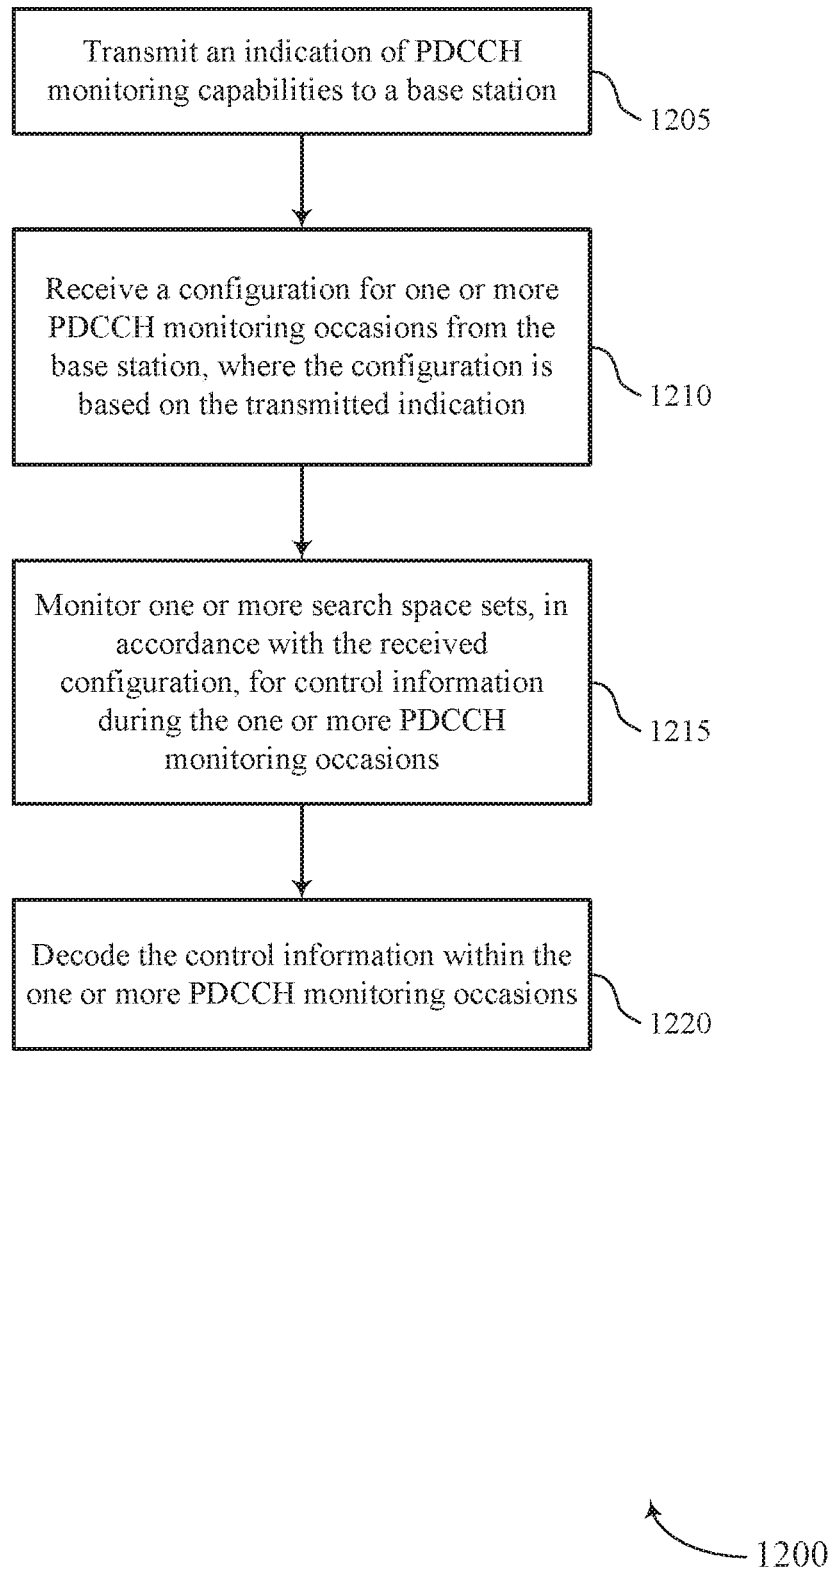 Transmit an indication of PDCCH
monitoring capabilities to a base station
1205
Receive a configuration for one or more
PDCCH monitoring occasions from the
base station, where the configuration is
based on the transmitted indication
1210
Monitor one or more search space sets, in
accordance with the received
configuration, for control information
during the one or more PDCCH
monitoring occasions
1215
Decode the control information within the
one or more PDCCH monitoring occasions
1220
1200